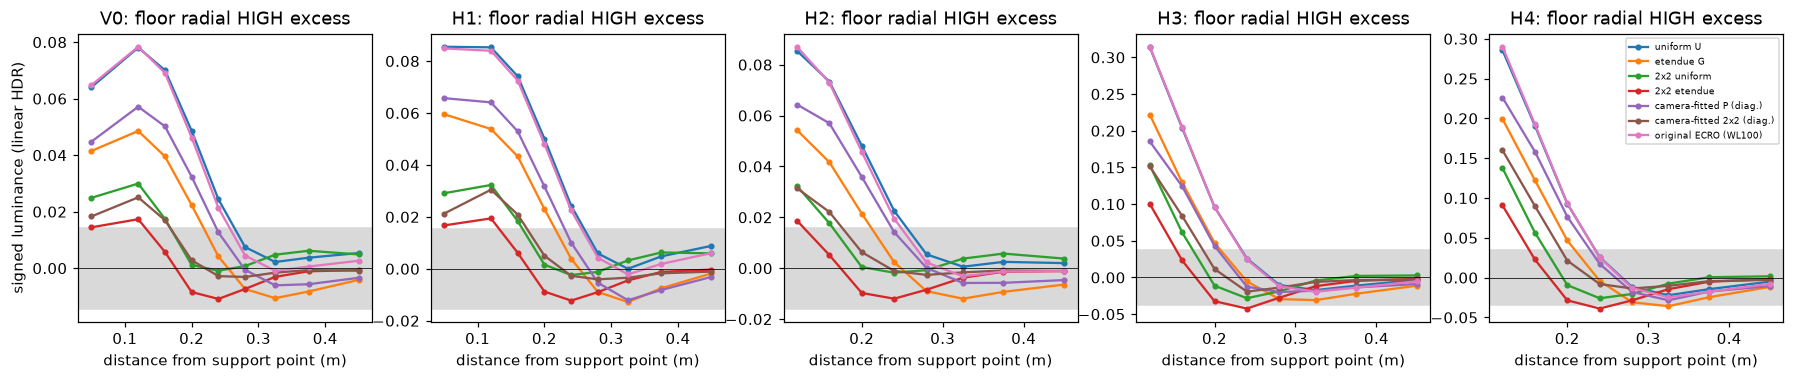 V0: floor radial HIGH excess
H1: floor radial HIGH excess
H2: floor radial HIGH excess
H3: floor radial HIGH excess
H4: floor radial HIGH excess
signed luminance (linear HDR)
0.08
0.06
0.04
0.02
0.00
0.1
0.2
0.3
0.4
distance from support point (m)
0.08
0.06
0.04
0.02
0.00
−0.02
0.1
0.2
0.3
0.4
distance from support point (m)
0.08
0.06
0.04
0.02
0.00
−0.02
0.2
0.4
distance from support point (m)
0.30
0.25
0.20
0.15
0.10
0.05
0.00
−0.05
0.2
0.3
0.4
distance from support point (m)
0.30
0.25
0.20
0.15
0.10
0.05
0.00
−0.05
0.2
0.3
0.4
distance from support point (m)
uniform U
etendue G
2x2 uniform
2x2 etendue
camera-fitted P (diag.)
camera-fitted 2x2 (diag.)
original ECRO (WL100)